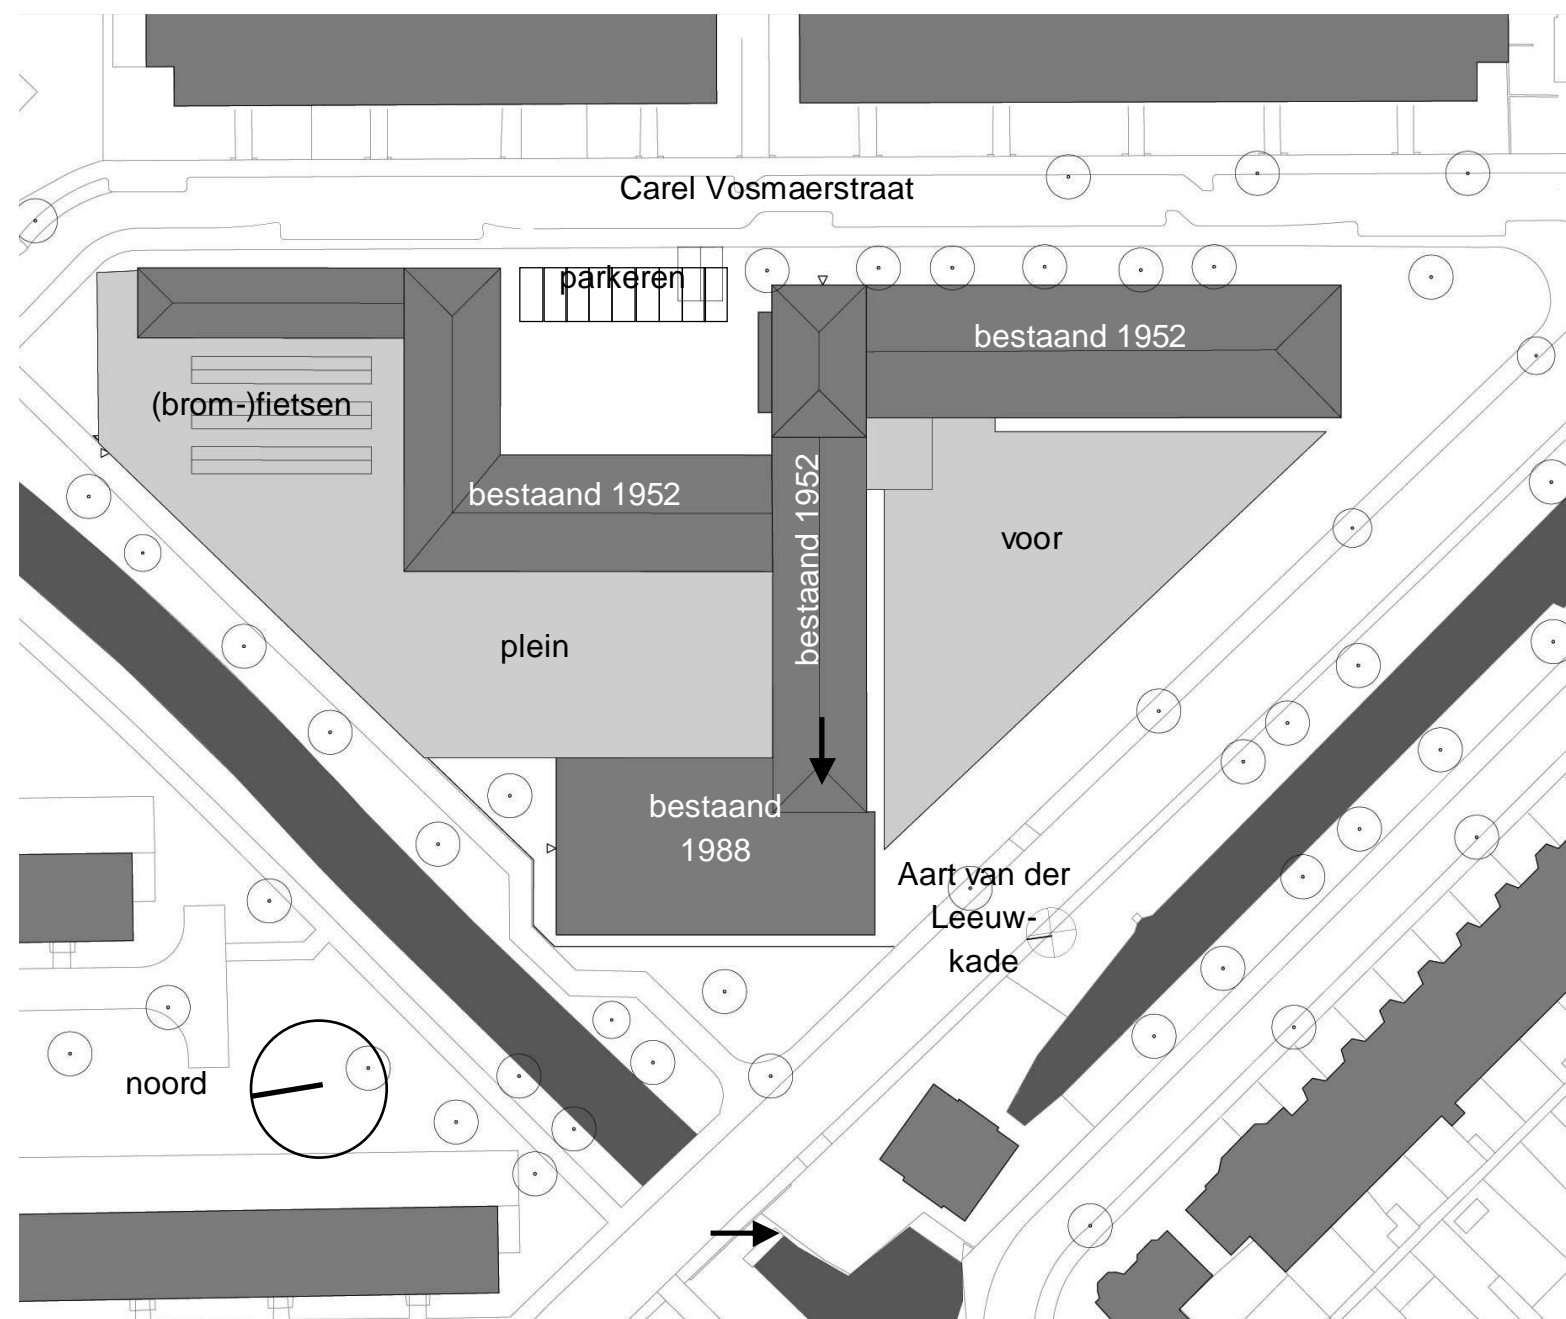 Carel Vosmaerstraat
parkeren
bestaand 1952
(brom-)fietsen
bestaand 1952
bestaand 1952
voor
plein
bestaand
1988
Aart van der
Leeuw-
kade
noord